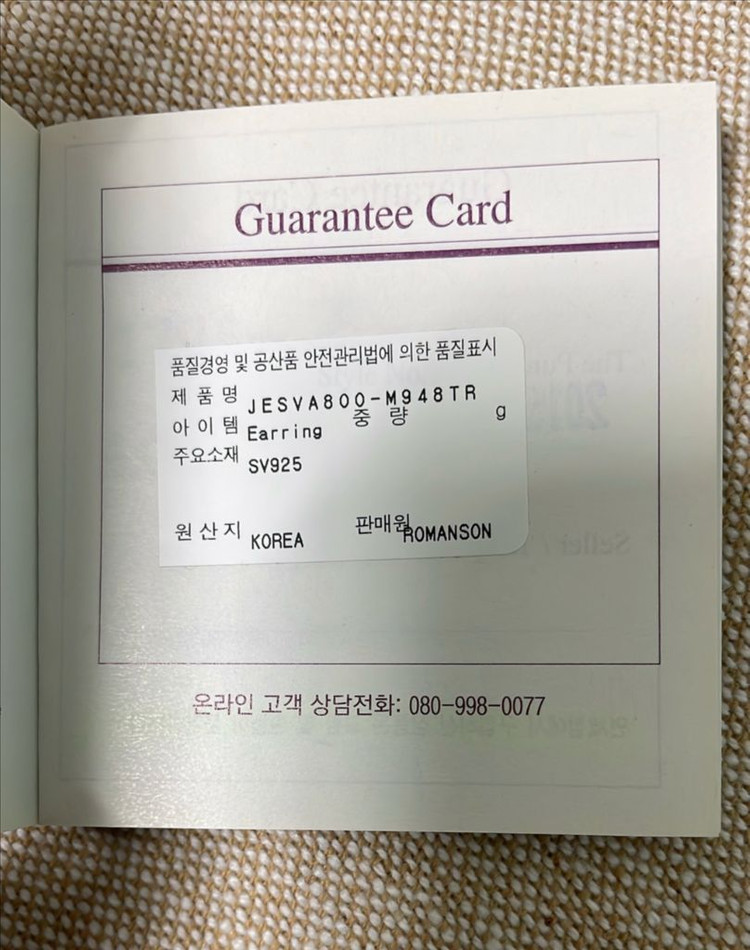 Guarantee Card
품질경영 및 공산품 안전관리법에 의한 품질표시
제 품 명 JESVA800-M948TR
아 이 템 Earring 중 량 g
주요소재 SV925
원 산 지 KOREA 판매원 ROMANSON
온라인 고객 상담전화: 080-998-0077